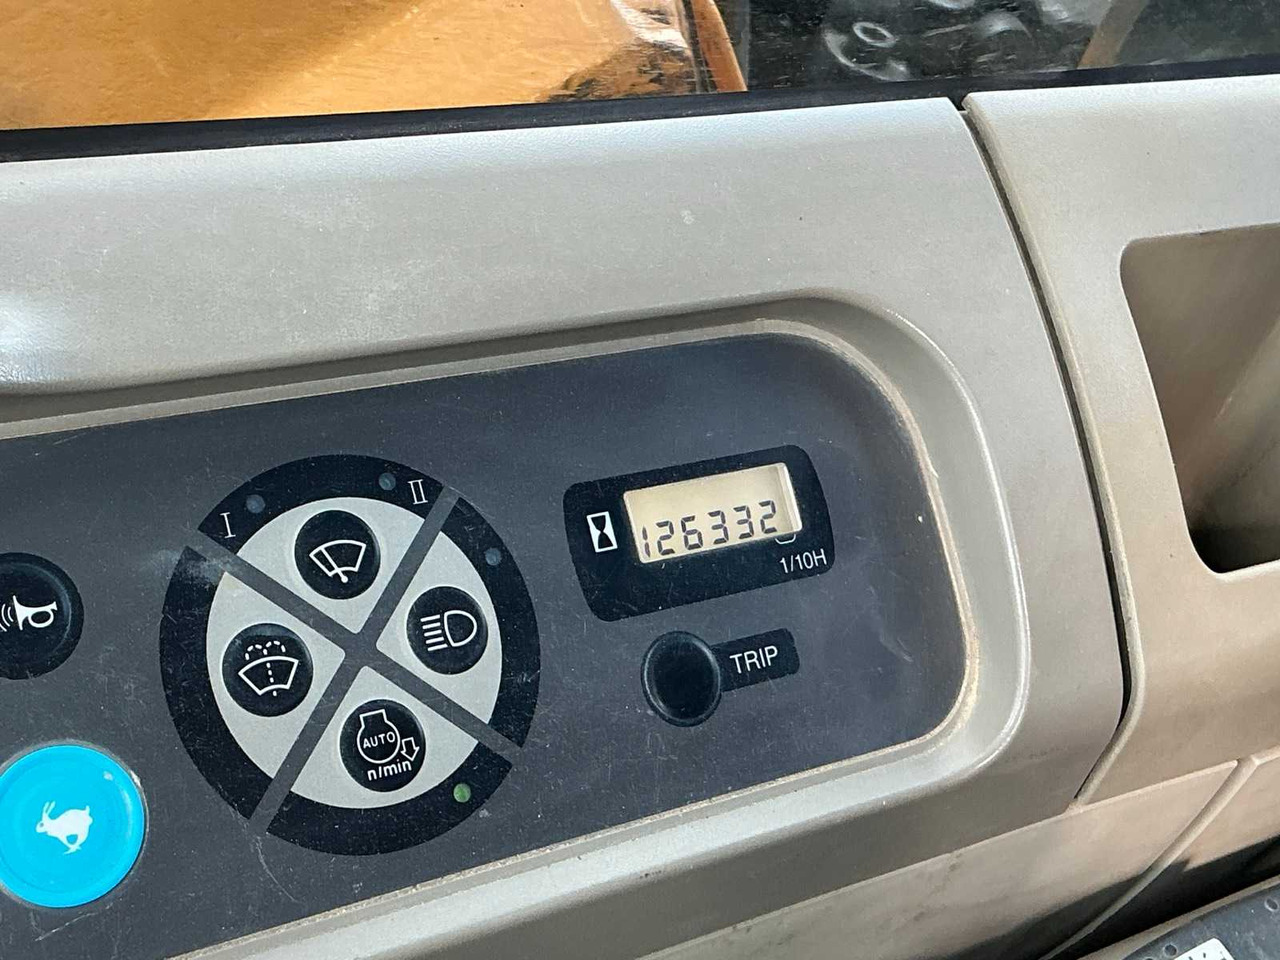 I
II
126332
1/10H
TRIP
AUTO
n/min